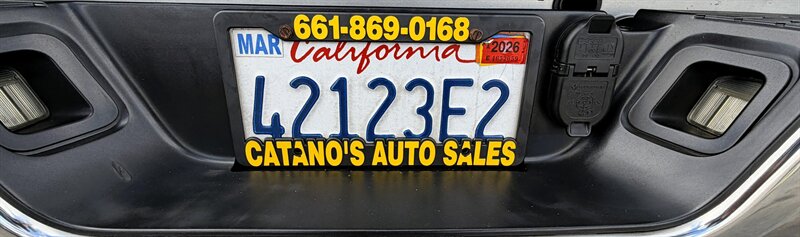 661-869-0168
MAR California 2026
42123E2
CATANO'S AUTO SALES